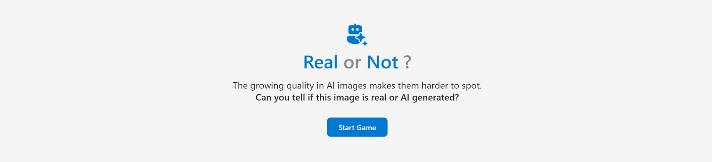 Real or Not ?
The growing quality in AI images makes them harder to spot.
Can you tell if this image is real or AI generated?
Start Game